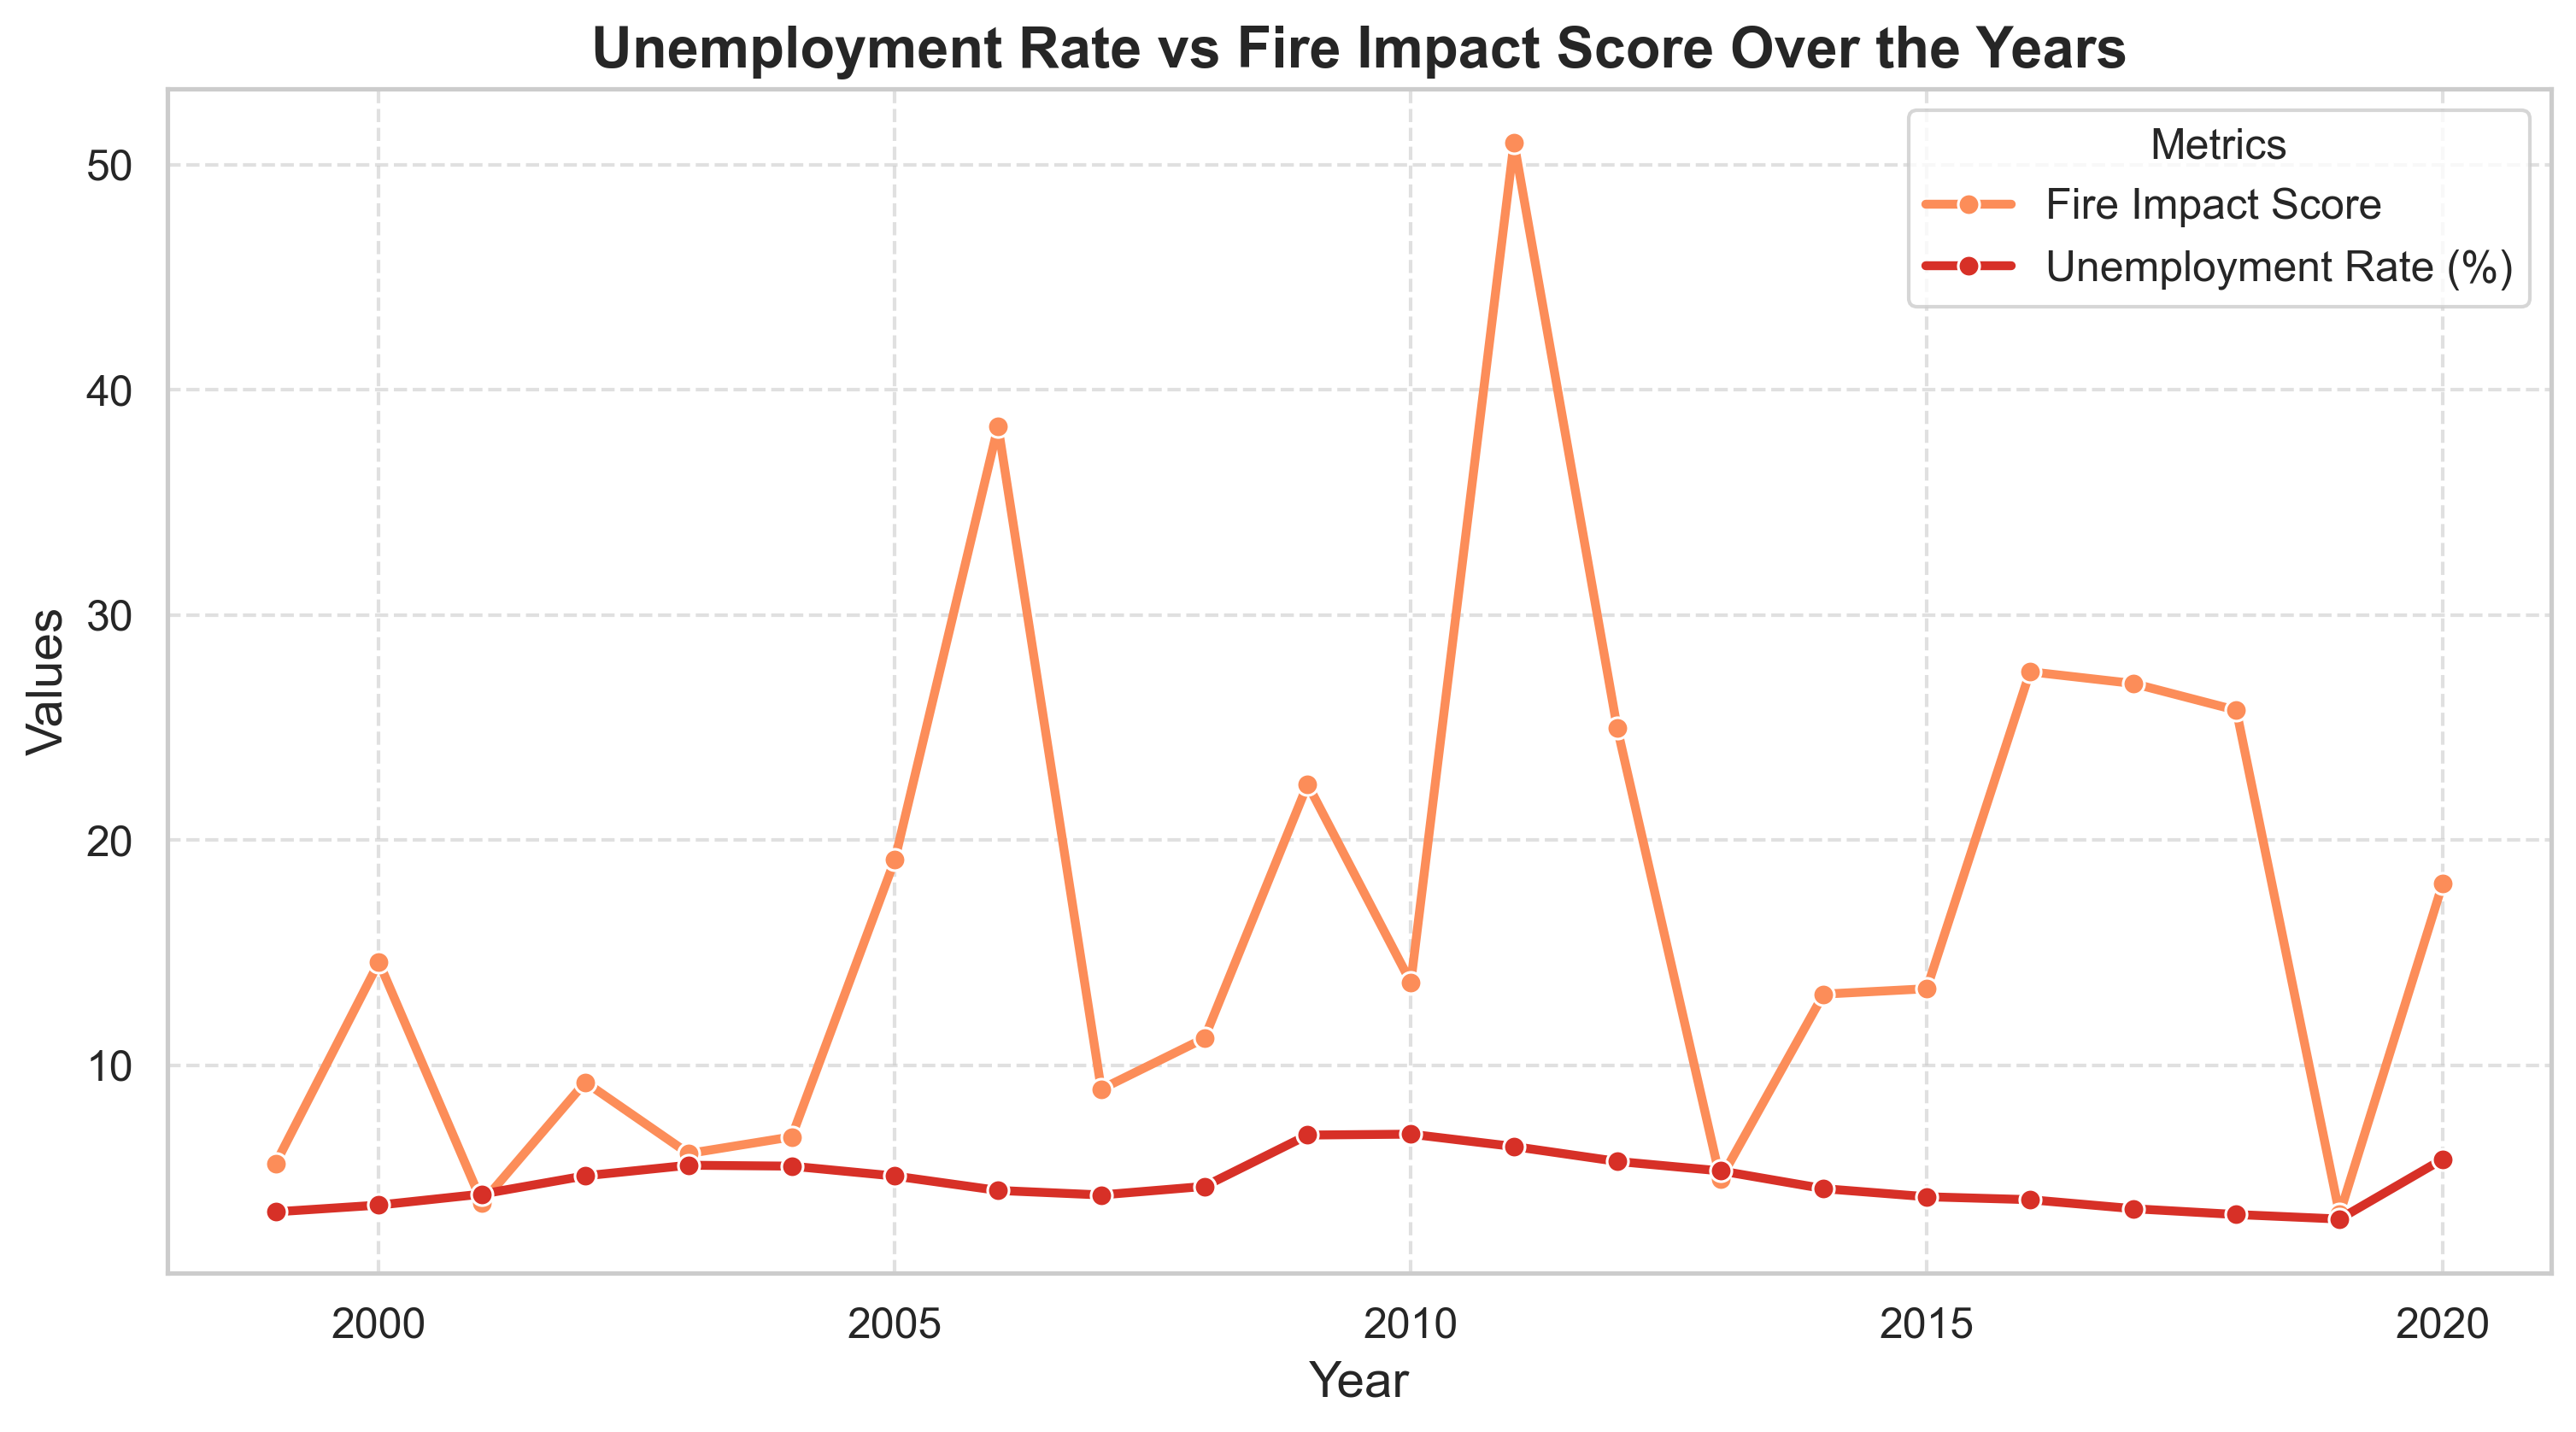 Unemployment Rate vs Fire Impact Score Over the Years
Metrics
Fire Impact Score
Unemployment Rate (%)
Values
50
40
30
20
10
2000
2005
2010
2015
2020
Year